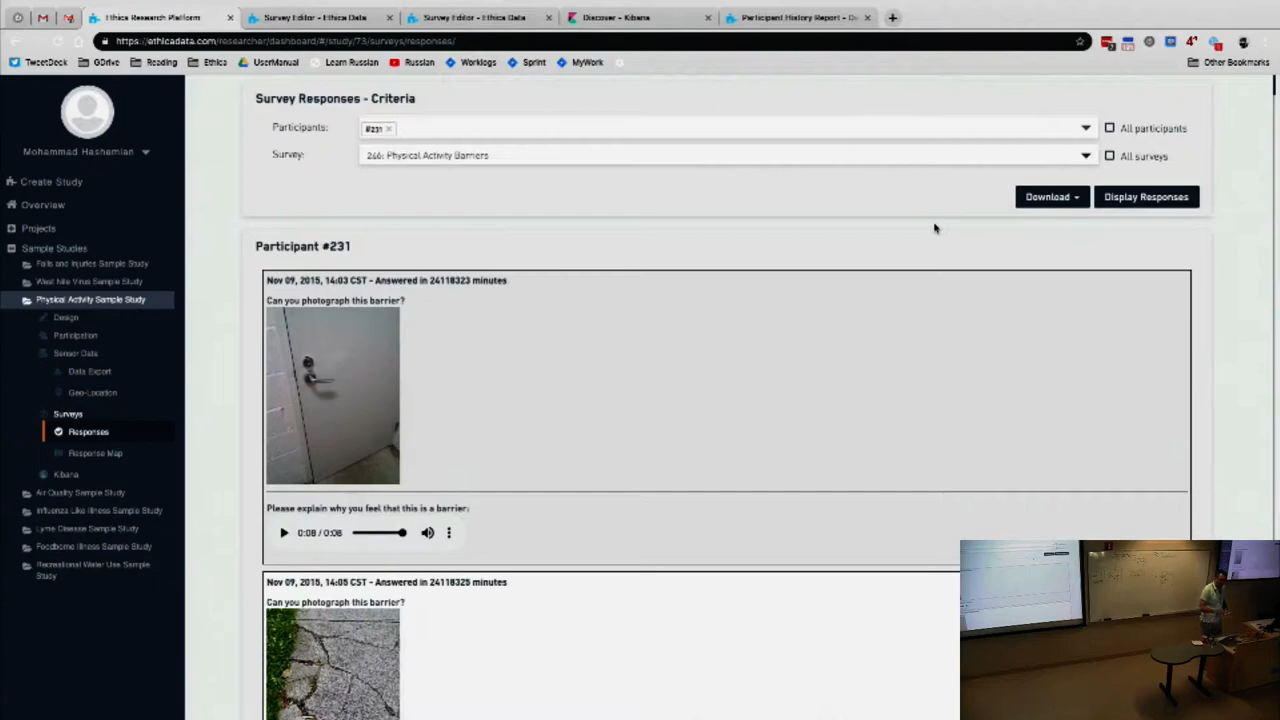 Ethica Research Platform
Survey Editor - Ethica Data
Survey Editor - Ethica Data
Discover - Kibana
Participant History Report - De
https://ethicadata.com/researcher/dashboard/#/study/73/surveys/responses/
TweetDeck
GDrive
Reading
Ethica
UserManual
Learn Russian
Russian
Worklogs
Sprint
MyWork
Other Bookmarks
Mohammad Hashemian
Create Study
Overview
Projects
Sample Studies
Falls and Injuries Sample Study
West Nile Virus Sample Study
Physical Activity Sample Study
Design
Participation
Sensor Data
Data Export
Geo-Location
Surveys
Responses
Response Map
Kibana
Air Quality Sample Study
Influenza Like Illness Sample Study
Lyme Disease Sample Study
Foodborne Illness Sample Study
Recreational Water Use Sample
Study
Survey Responses - Criteria
Participants: #231 × All participants
Survey: 266: Physical Activity Barriers All surveys
Download Display Responses
Participant #231
Nov 09, 2015, 14:03 CST - Answered in 24118323 minutes
Can you photograph this barrier?
Please explain why you feel that this is a barrier:
0:08 / 0:08
Nov 09, 2015, 14:05 CST - Answered in 24118325 minutes
Can you photograph this barrier?